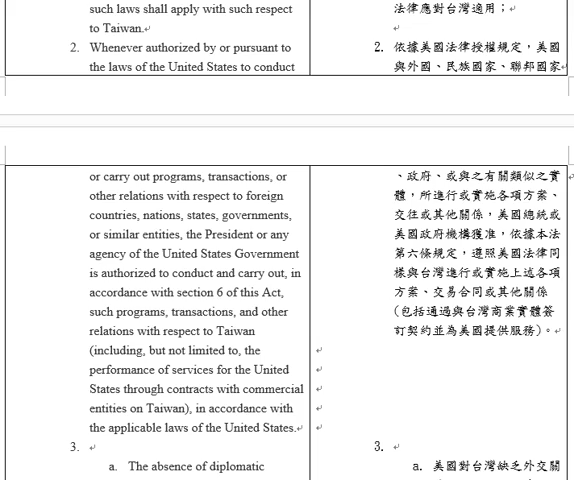 such laws shall apply with such respect
to Taiwan.
2. Whenever authorized by or pursuant to
the laws of the United States to conduct
or carry out programs, transactions, or
other relations with respect to foreign
countries, nations, states, governments,
or similar entities, the President or any
agency of the United States Government
is authorized to conduct and carry out, in
accordance with section 6 of this Act,
such programs, transactions, and other
relations with respect to Taiwan
(including, but not limited to, the
performance of services for the United
States through contracts with commercial
entities on Taiwan), in accordance with
the applicable laws of the United States.
3.
a. The absence of diplomatic
法律應對台灣適用；
2. 依據美國法律授權規定，美國
與外國、民族國家、聯邦國家
、政府、或與之有關類似之實
體，所進行或實施各項方案、
交往或其他關係，美國總統或
美國政府機構獲准，依據本法
第六條規定，遵照美國法律同
樣與台灣進行或實施上述各項
方案、交易合同或其他關係
(包括通過與台灣商業實體簽
訂契約並為美國提供服務)。
3.
a. 美國對台灣缺乏外交關